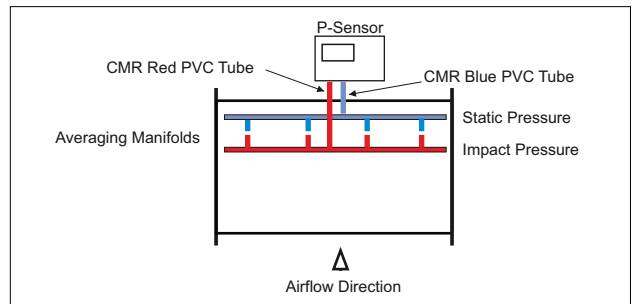 P-Sensor
CMR Red PVC Tube
CMR Blue PVC Tube
Averaging Manifolds
Static Pressure
Impact Pressure
Airflow Direction